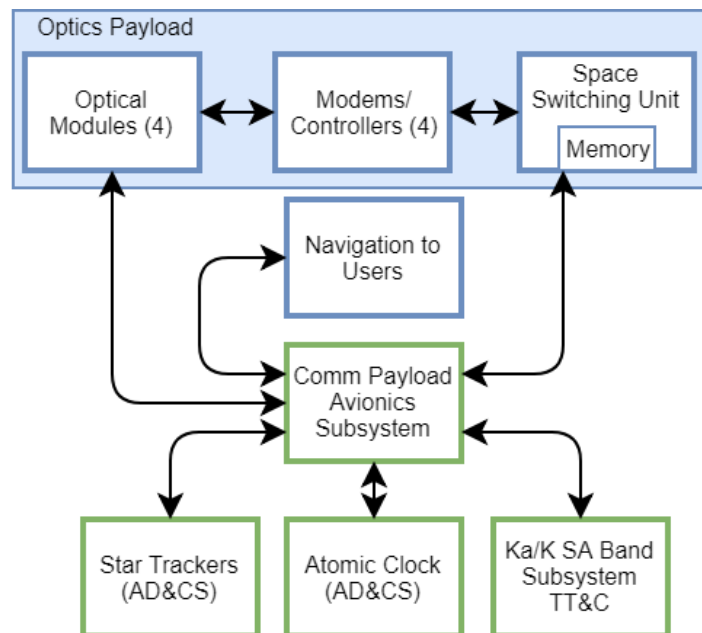 Optics Payload
Optical
Modules (4)
Modems/
Controllers (4)
Space
Switching Unit
Memory
Navigation to
Users
Comm Payload
Avionics
Subsystem
Star Trackers
(AD&CS)
Atomic Clock
(AD&CS)
Ka/K SA Band
Subsystem
TT&C